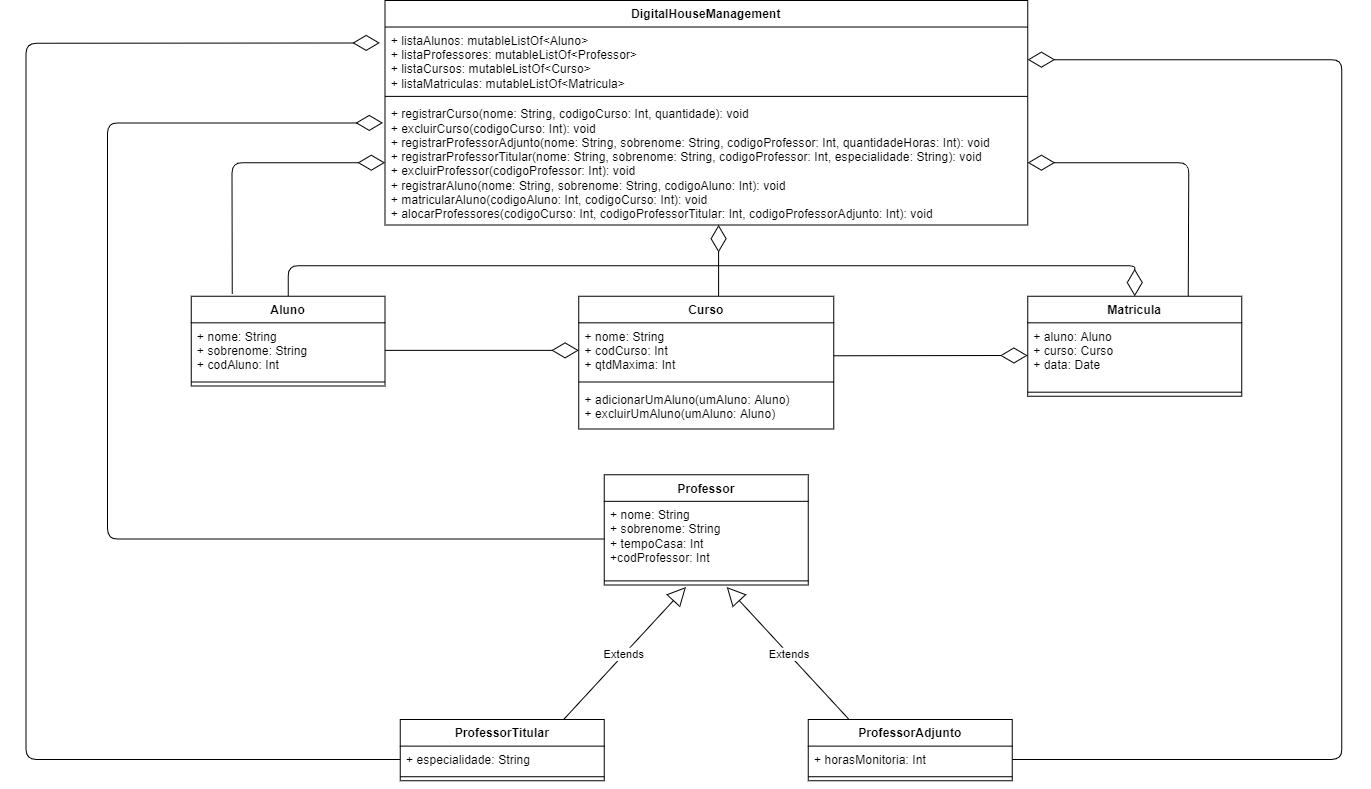 DigitalHouseManagement
+ listaAlunos: mutableListOf<Aluno>
+ listaProfessores: mutableListOf<Professor>
+ listaCursos: mutableListOf<Curso>
+ listaMatriculas: mutableListOf<Matricula>
+ registrarCurso(nome: String, codigoCurso: Int, quantidade): void
+ excluirCurso(codigoCurso: Int): void
+ registrarProfessorAdjunto(nome: String, sobrenome: String, codigoProfessor: Int, quantidadeHoras: Int): void
+ registrarProfessorTitular(nome: String, sobrenome: String, codigoProfessor: Int, especialidade: String): void
+ excluirProfessor(codigoProfessor: Int): void
+ registrarAluno(nome: String, sobrenome: String, codigoAluno: Int): void
+ matricularAluno(codigoAluno: Int, codigoCurso: Int): void
+ alocarProfessores(codigoCurso: Int, codigoProfessorTitular: Int, codigoProfessorAdjunto: Int): void
Aluno
+ nome: String
+ sobrenome: String
+ codAluno: Int
Curso
+ nome: String
+ codCurso: Int
+ qtdMaxima: Int
+ adicionarUmAluno(umAluno: Aluno)
+ excluirUmAluno(umAluno: Aluno)
Matricula
+ aluno: Aluno
+ curso: Curso
+ data: Date
Professor
+ nome: String
+ sobrenome: String
+ tempoCasa: Int
+codProfessor: Int
Extends
Extends
ProfessorTitular
+ especialidade: String
ProfessorAdjunto
+ horasMonitoria: Int